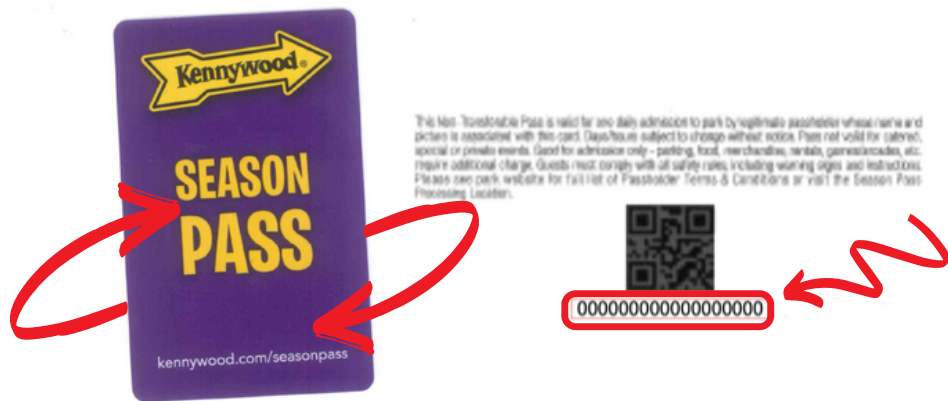 Kennywood®
SEASON
PASS
kennywood.com/seasonpass
This Non-Transferable Pass is valid for one daily admission to park by legitimate passholder whose name and
picture is associated with this card. Days/hours subject to change without notice. Pass not valid for catered,
special or private events. Good for admission only – parking, food, merchandise, rentals, games/arcades, etc.
require additional charge. Guests must comply with all safety rules, including warning signs and instructions.
Please see park website for full list of Passholder Terms & Conditions or visit the Season Pass
Processing Location.
0000000000000000000